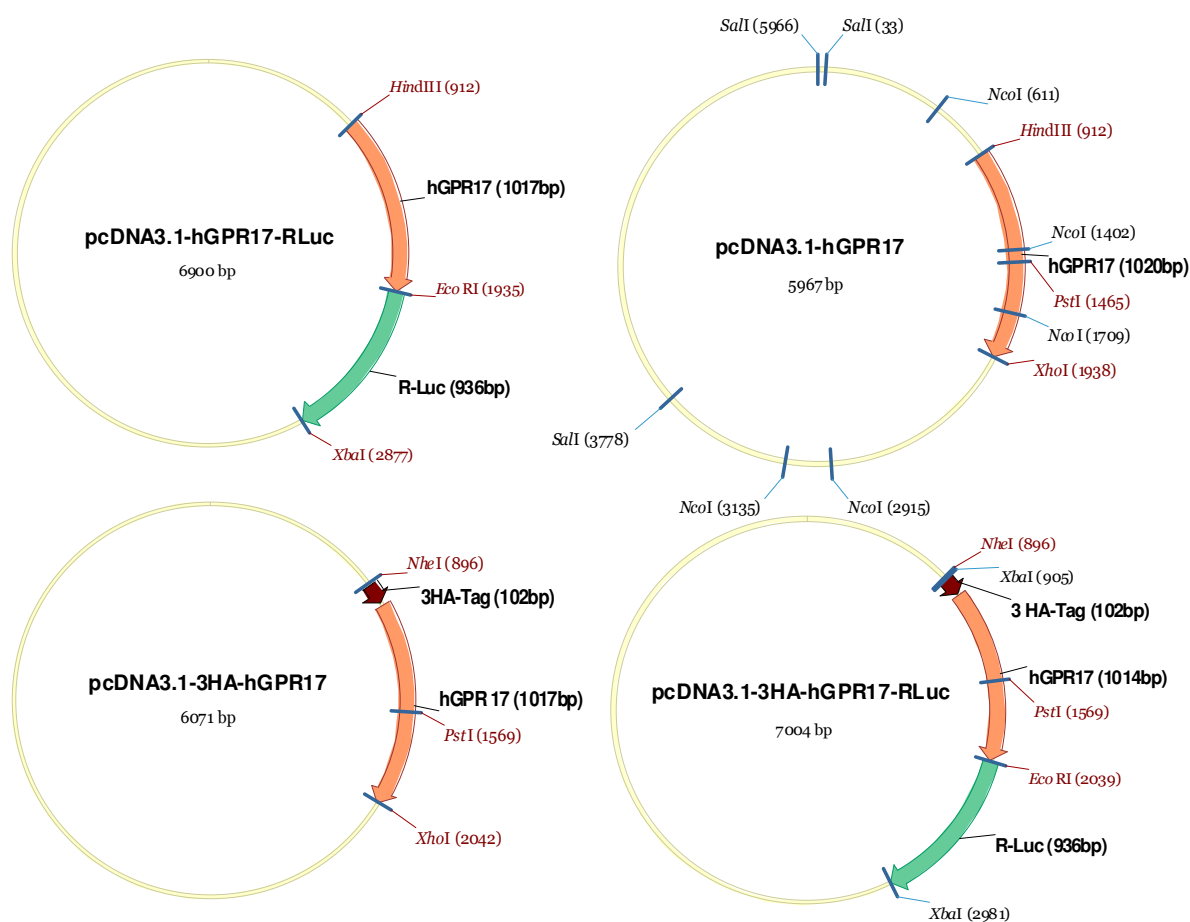 HindIII (912)
hGPR17 (1017bp)
pcDNA3.1-hGPR17-RLuc
6900 bp
Eco RI (1935)
R-Luc (936bp)
XbaI (2877)
SalI (5966)
SalI (33)
NcoI (611)
HindIII (912)
NcoI (1402)
pcDNA3.1-hGPR17
hGPR17 (1020bp)
5967 bp
PstI (1465)
NcoI (1709)
XhoI (1938)
SalI (3778)
NcoI (3135)
NcoI (2915)
NheI (896)
3HA-Tag (102bp)
pcDNA3.1-3HA-hGPR17
hGPR17 (1017bp)
6071 bp
PstI (1569)
XhoI (2042)
NheI (896)
XbaI (905)
3 HA-Tag (102bp)
hGPR17 (1014bp)
pcDNA3.1-3HA-hGPR17-RLuc
PstI (1569)
7004 bp
Eco RI (2039)
R-Luc (936bp)
XbaI (2981)